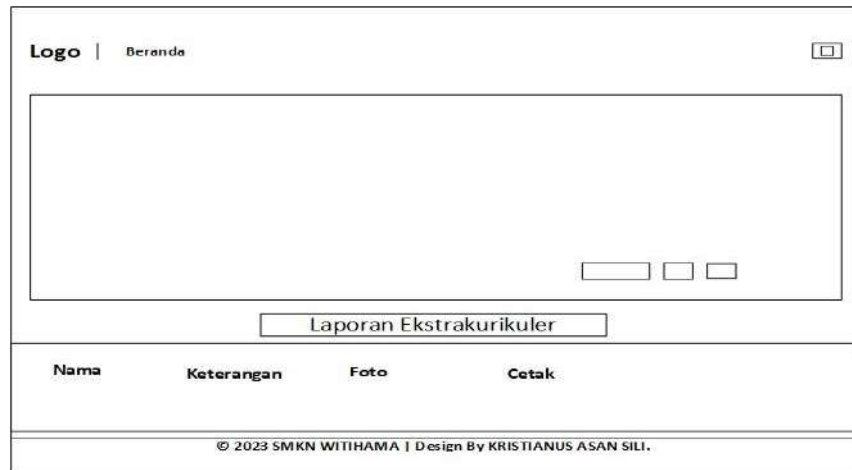 Logo | Beranda
Laporan Ekstrakurikuler
Nama Keterangan Foto Cetak
© 2023 SMKN WITIHAMA | Design By KRISTIANUS ASAN SILI.